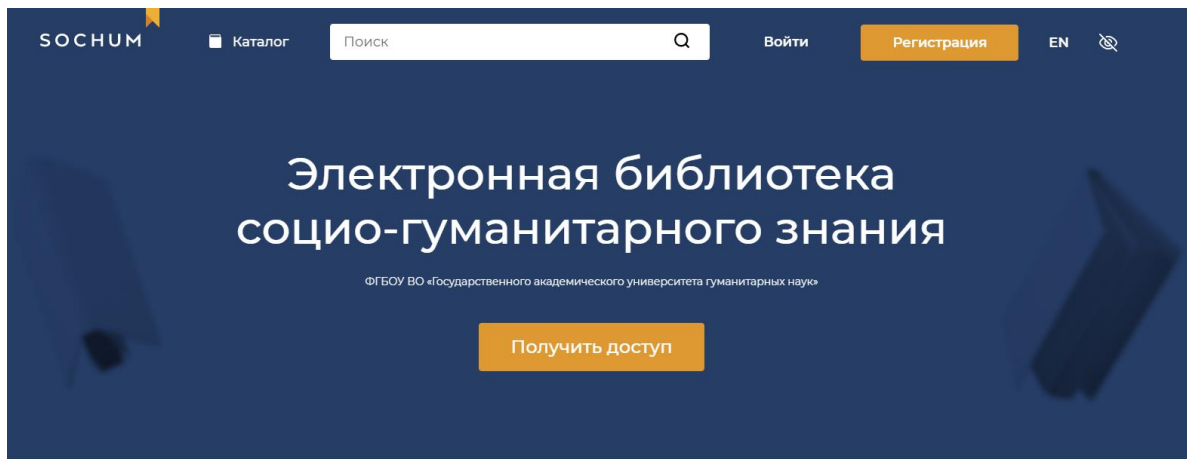 SOCHUM Каталог Поиск Войти Регистрация EN
Электронная библиотека
социо-гуманитарного знания
ФГБОУ ВО «Государственного академического университета гуманитарных наук»
Получить доступ